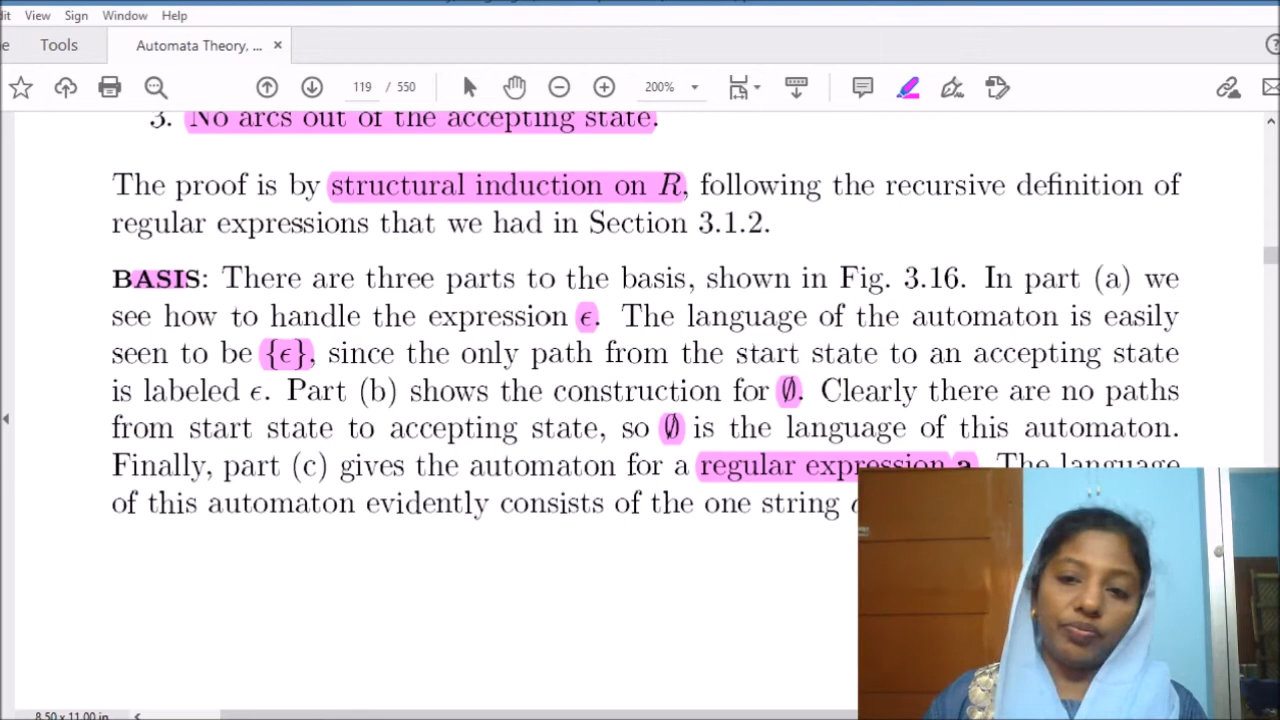 View Sign Window Help
Tools Automata Theory, ... ×
119 / 550 200%
3. No arcs out of the accepting state.
The proof is by structural induction on R, following the recursive definition of
regular expressions that we had in Section 3.1.2.
BASIS: There are three parts to the basis, shown in Fig. 3.16. In part (a) we
see how to handle the expression ϵ. The language of the automaton is easily
seen to be {ϵ}, since the only path from the start state to an accepting state
is labeled ϵ. Part (b) shows the construction for ∅. Clearly there are no paths
from start state to accepting state, so ∅ is the language of this automaton.
Finally, part (c) gives the automaton for a regular expression a. The language
of this automaton evidently consists of the one string
8.50 x 11.00 in